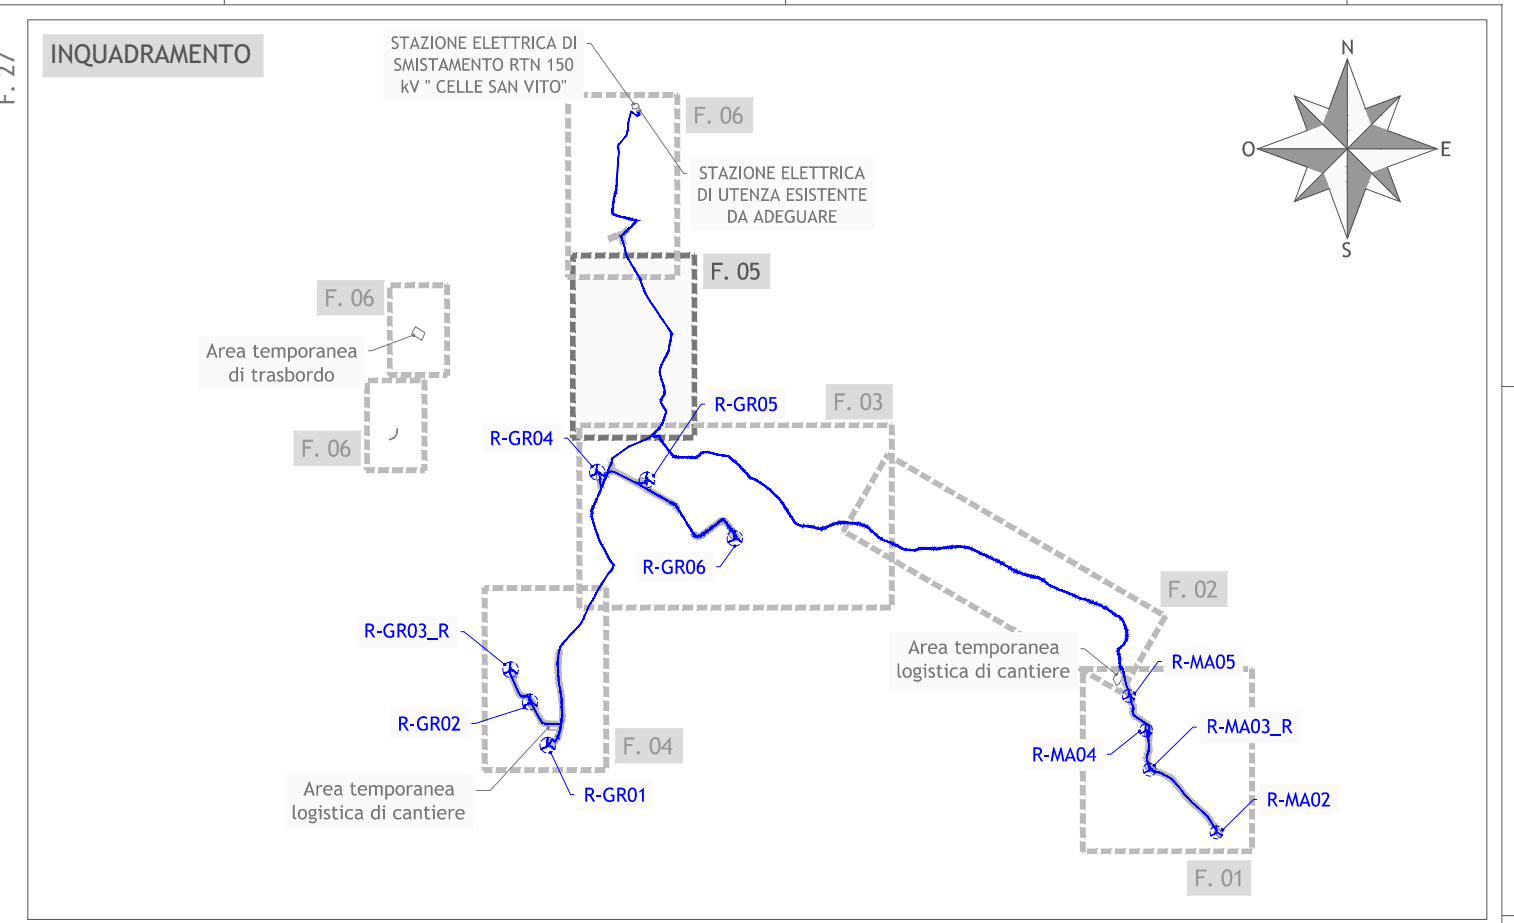 F. 27
INQUADRAMENTO
STAZIONE ELETTRICA DI
SMISTAMENTO RTN 150
kV " CELLE SAN VITO"
F. 06
STAZIONE ELETTRICA
DI UTENZA ESISTENTE
DA ADEGUARE
N
O
E
S
F. 05
F. 06
Area temporanea
di trasbordo
F. 06
R-GR05
F. 03
R-GR04
R-GR06
F. 02
R-GR03_R
Area temporanea
logistica di cantiere
R-MA05
R-GR02
R-MA03_R
F. 04
R-MA04
Area temporanea
logistica di cantiere
R-GR01
R-MA02
F. 01